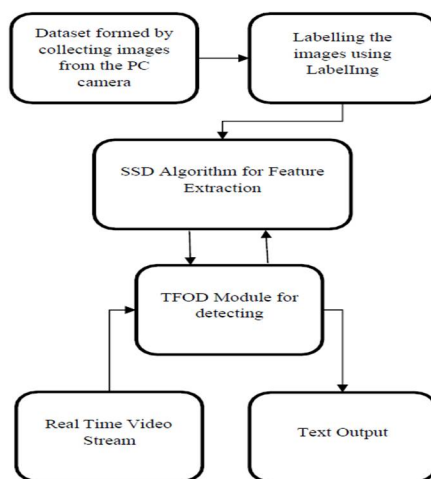 Dataset formed by
collecting images
from the PC
camera
Labelling the
images using
LabelImg
SSD Algorithm for Feature
Extraction
TFOD Module for
detecting
Real Time Video
Stream
Text Output